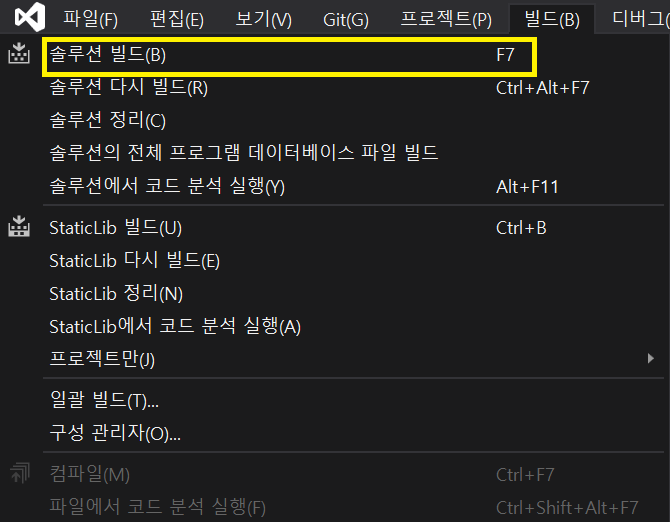 파일(F) 편집(E) 보기(V) Git(G) 프로젝트(P) 빌드(B) 디버그(
솔루션 빌드(B) F7
솔루션 다시 빌드(R) Ctrl+Alt+F7
솔루션 정리(C)
솔루션의 전체 프로그램 데이터베이스 파일 빌드
솔루션에서 코드 분석 실행(Y) Alt+F11
StaticLib 빌드(U) Ctrl+B
StaticLib 다시 빌드(E)
StaticLib 정리(N)
StaticLib에서 코드 분석 실행(A)
프로젝트만(J)
일괄 빌드(T)...
구성 관리자(O)...
컴파일(M) Ctrl+F7
파일에서 코드 분석 실행(F) Ctrl+Shift+Alt+F7